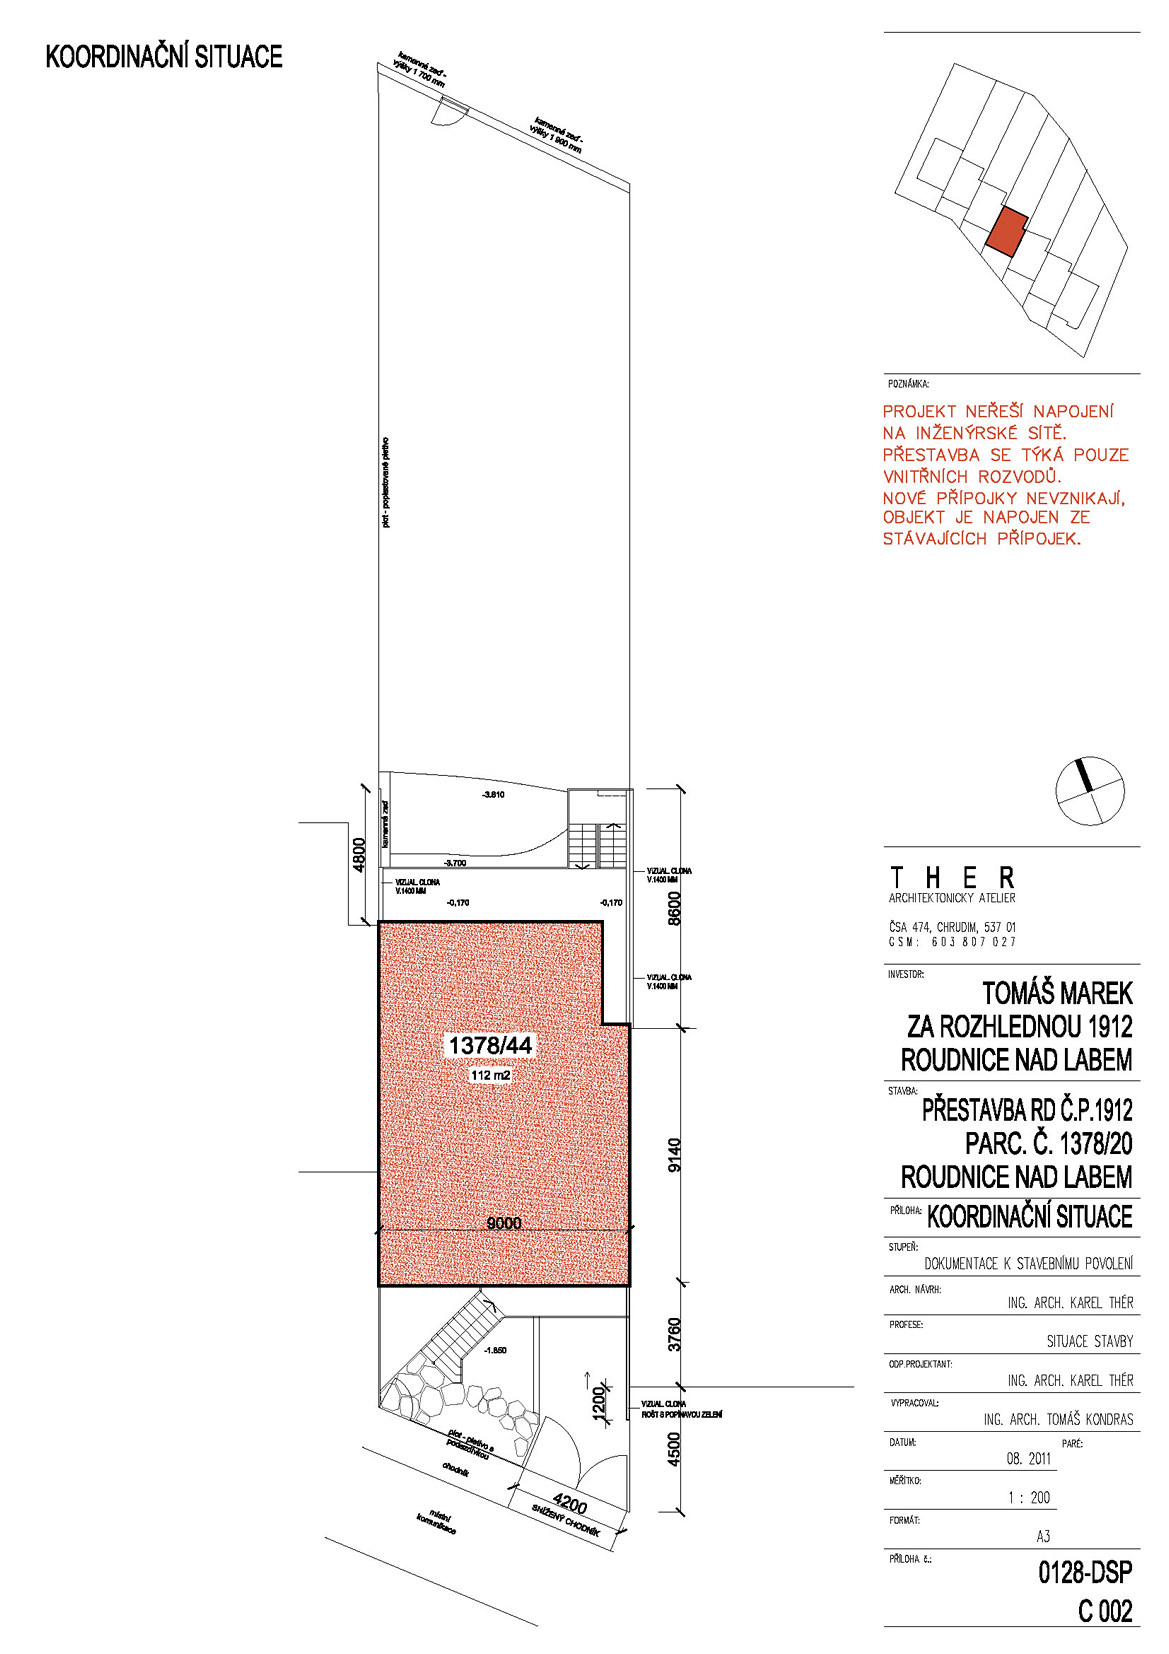 KOORDINAČNÍ SITUACE
kamenná zeď -
výšky 1 700 mm
kamenná zeď -
výšky 1 900 mm
plot - poplastované pletivo
-3.810
kamenná zeď
4800
-3.700
VIZUAL. CLONA
V.1400 MM
VIZUAL. CLONA
V.1400 MM
-0,170
-0,170
8600
VIZUAL. CLONA
V.1400 MM
1378/44
112 m2
9140
9000
3760
-1.850
1200
VIZUAL. CLONA
ROŠT S POPÍNAVOU ZELENÍ
4500
plot - pletivo s
podezdívkou
chodník
4200
SNÍŽENÝ CHODNÍK
místní
komunikace
POZNÁMKA:
PROJEKT NEŘEŠÍ NAPOJENÍ
NA INŽENÝRSKÉ SÍTĚ.
PŘESTAVBA SE TÝKÁ POUZE
VNITŘNÍCH ROZVODŮ.
NOVÉ PŘÍPOJKY NEVZNIKAJÍ,
OBJEKT JE NAPOJEN ZE
STÁVAJÍCÍCH PŘÍPOJEK.
THER
ARCHITEKTONICKÝ ATELIER
ČSA 474, CHRUDIM, 537 01
GSM: 603 807 027
INVESTOR:
TOMÁŠ MAREK
ZA ROZHLEDNOU 1912
ROUDNICE NAD LABEM
STAVBA:
PŘESTAVBA RD Č.P.1912
PARC. Č. 1378/20
ROUDNICE NAD LABEM
PŘÍLOHA:
KOORDINAČNÍ SITUACE
STUPEŇ:
DOKUMENTACE K STAVEBNÍMU POVOLENÍ
ARCH. NÁVRH:
ING. ARCH. KAREL THÉR
PROFESE:
SITUACE STAVBY
ODP.PROJEKTANT:
ING. ARCH. KAREL THÉR
VYPRACOVAL:
ING. ARCH. TOMÁŠ KONDRAS
DATUM:
08. 2011
PARÉ:
MĚŘÍTKO:
1 : 200
FORMÁT:
A3
PŘÍLOHA č.:
0128-DSP
C 002